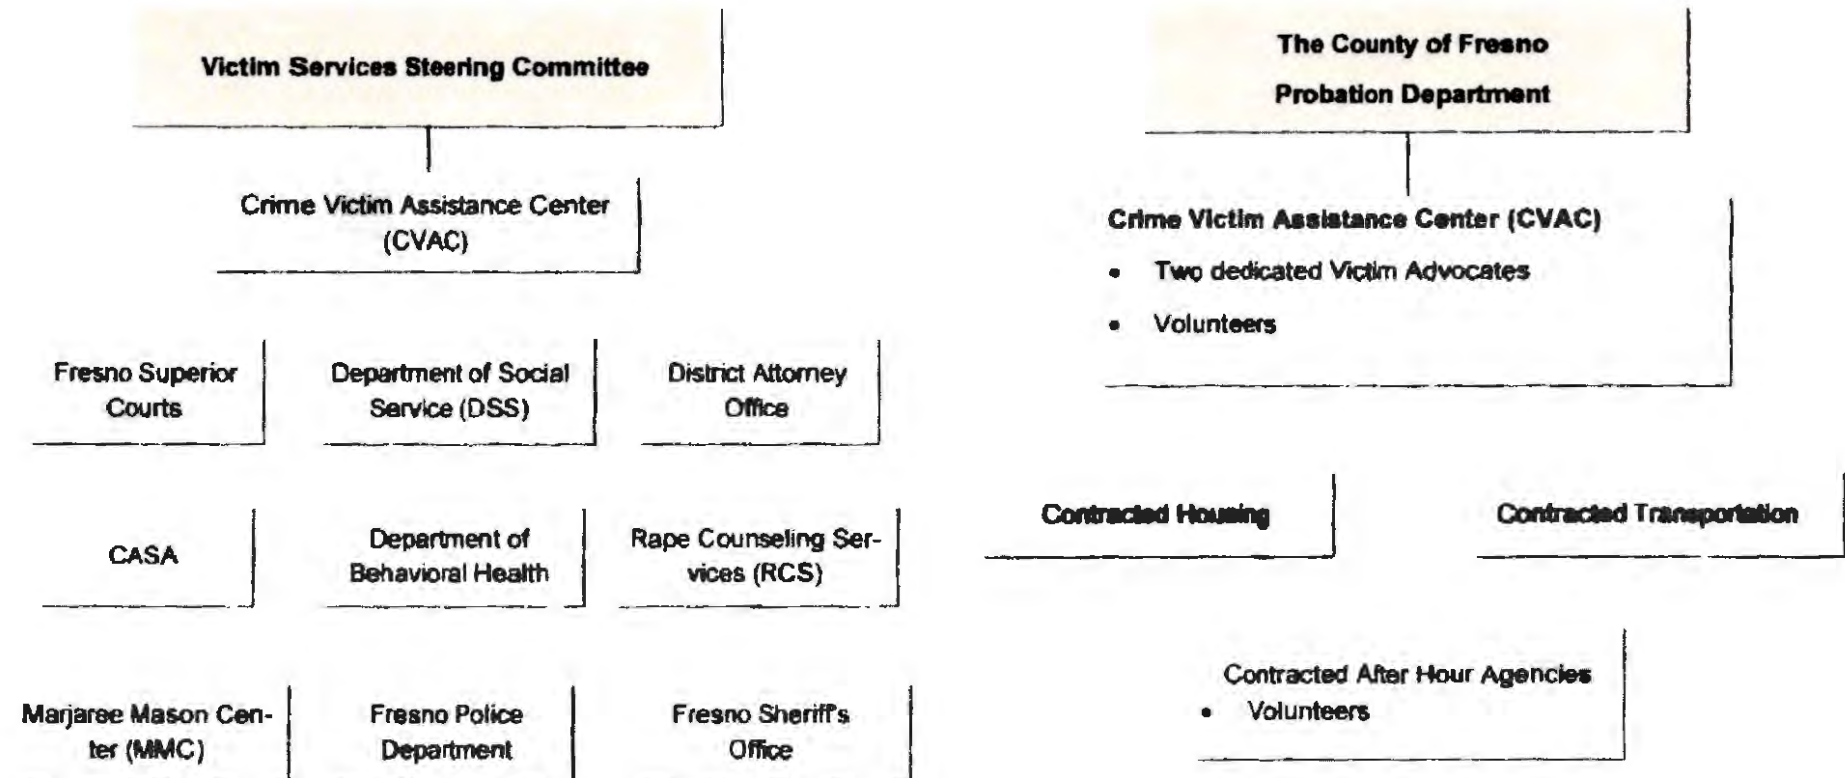 Victim Services Steering Committee
Crime Victim Assistance Center
(CVAC)
Fresno Superior
Courts
Department of Social
Service (DSS)
District Attorney
Office
CASA
Department of
Behavioral Health
Rape Counseling Ser-
vices (RCS)
Marjaree Mason Cen-
ter (MMC)
Fresno Police
Department
Fresno Sheriff's
Office
The County of Fresno
Probation Department
Crime Victim Assistance Center (CVAC)
• Two dedicated Victim Advocates
• Volunteers
Contracted Housing
Contracted Transportation
Contracted After Hour Agencies
• Volunteers